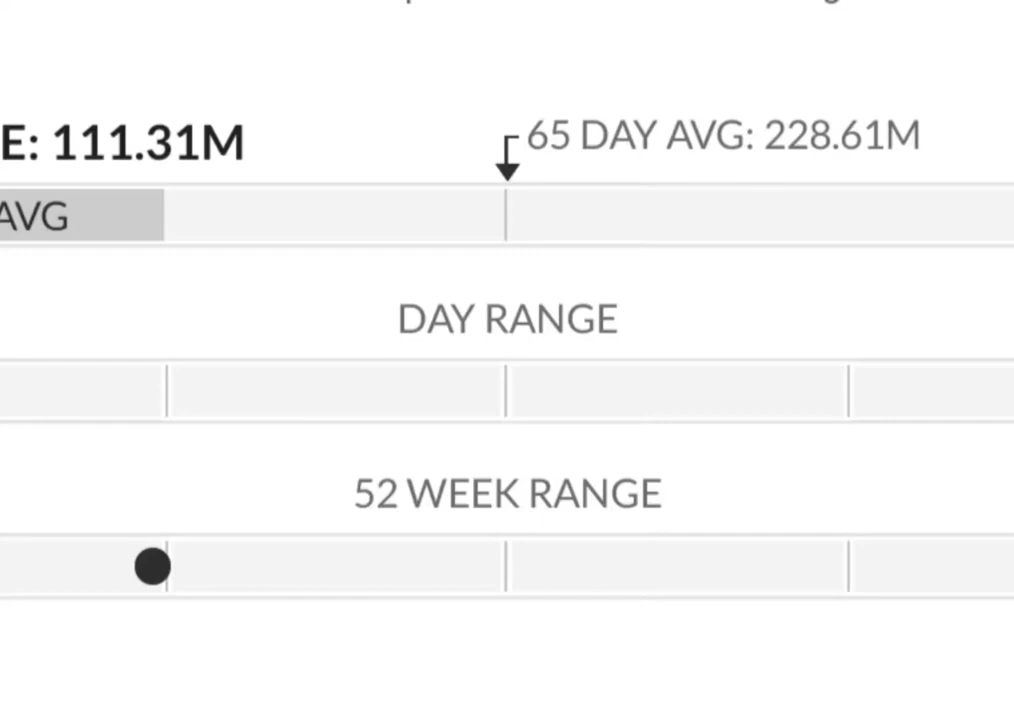 E: 111.31M
65 DAY AVG: 228.61M
AVG
DAY RANGE
52 WEEK RANGE